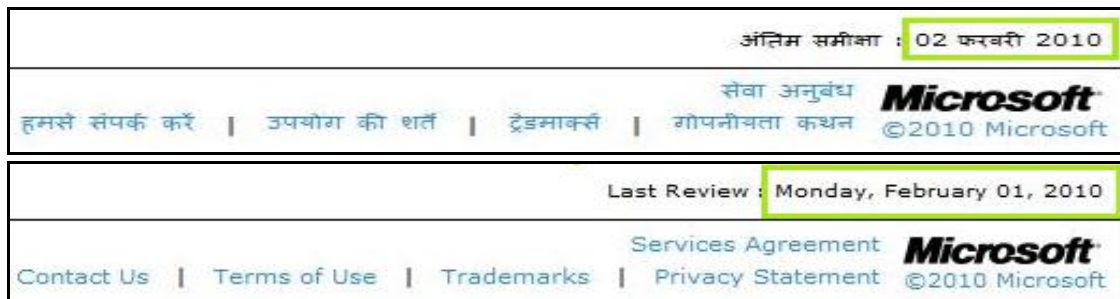 अंतिम समीक्षा : 02 फरवरी 2010
सेवा अनुबंध Microsoft
हमसे संपर्क करें | उपयोग की शर्तें | ट्रेडमार्क्स | गोपनीयता कथन ©2010 Microsoft
Last Review : Monday, February 01, 2010
Services Agreement Microsoft
Contact Us | Terms of Use | Trademarks | Privacy Statement ©2010 Microsoft